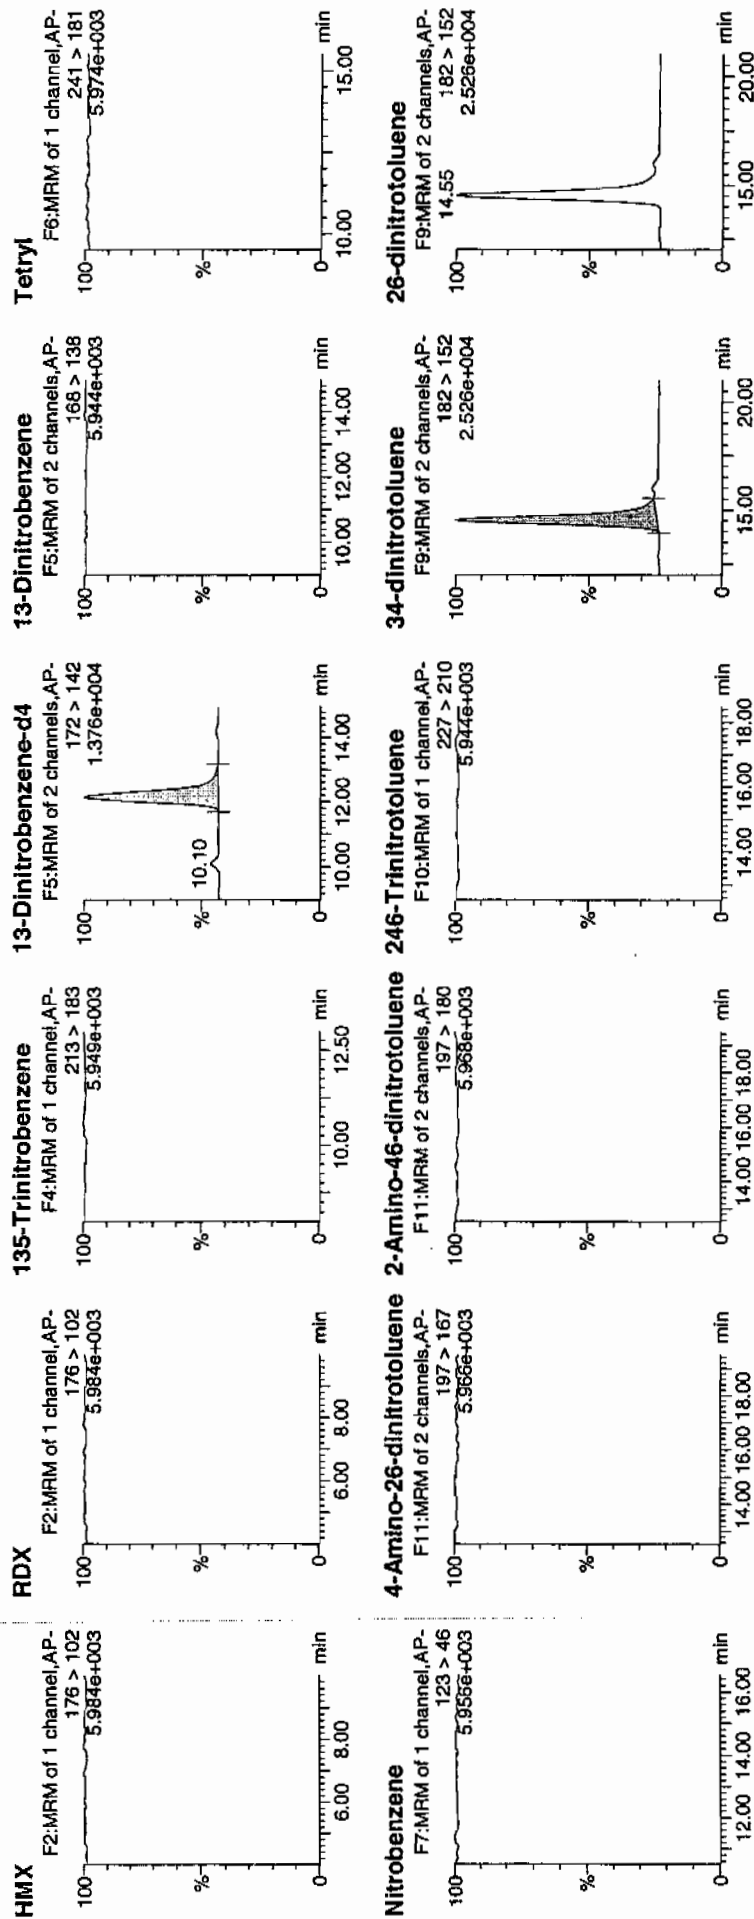 HMX
F2:MRM of 1 channel,AP-
176 > 102
5.984e+003
100
%
0
6.00 8.00 min
RDX
F2:MRM of 1 channel,AP-
176 > 102
5.984e+003
100
%
0
6.00 8.00 min
135-Trinitrobenzene
F4:MRM of 1 channel,AP-
213 > 183
5.949e+003
100
%
0
10.00 12.50 min
13-Dinitrobenzene-d4
F5:MRM of 2 channels,AP-
172 > 142
1.376e+004
100
10.10
%
0
10.00 12.00 14.00 min
13-Dinitrobenzene
F5:MRM of 2 channels,AP-
168 > 138
5.944e+003
100
%
0
10.00 12.00 14.00 min
Tetryl
F6:MRM of 1 channel,AP-
241 > 181
5.974e+003
100
%
0
10.00 15.00 min
Nitrobenzene
F7:MRM of 1 channel,AP-
123 > 46
5.956e+003
100
%
0
12.00 14.00 16.00 min
4-Amino-26-dinitrotoluene
F11:MRM of 2 channels,AP-
197 > 167
5.966e+003
100
%
0
14.00 16.00 18.00 min
2-Amino-46-dinitrotoluene
F11:MRM of 2 channels,AP-
197 > 180
5.968e+003
100
%
0
14.00 16.00 18.00 min
246-Trinitrotoluene
F10:MRM of 1 channel,AP-
227 > 210
5.944e+003
100
%
0
14.00 16.00 18.00 min
34-dinitrotoluene
F9:MRM of 2 channels,AP-
182 > 152
2.526e+004
100
%
0
15.00 20.00 min
26-dinitrotoluene
F9:MRM of 2 channels,AP-
182 > 152
2.526e+004
100
14.55
%
0
15.00 20.00 min